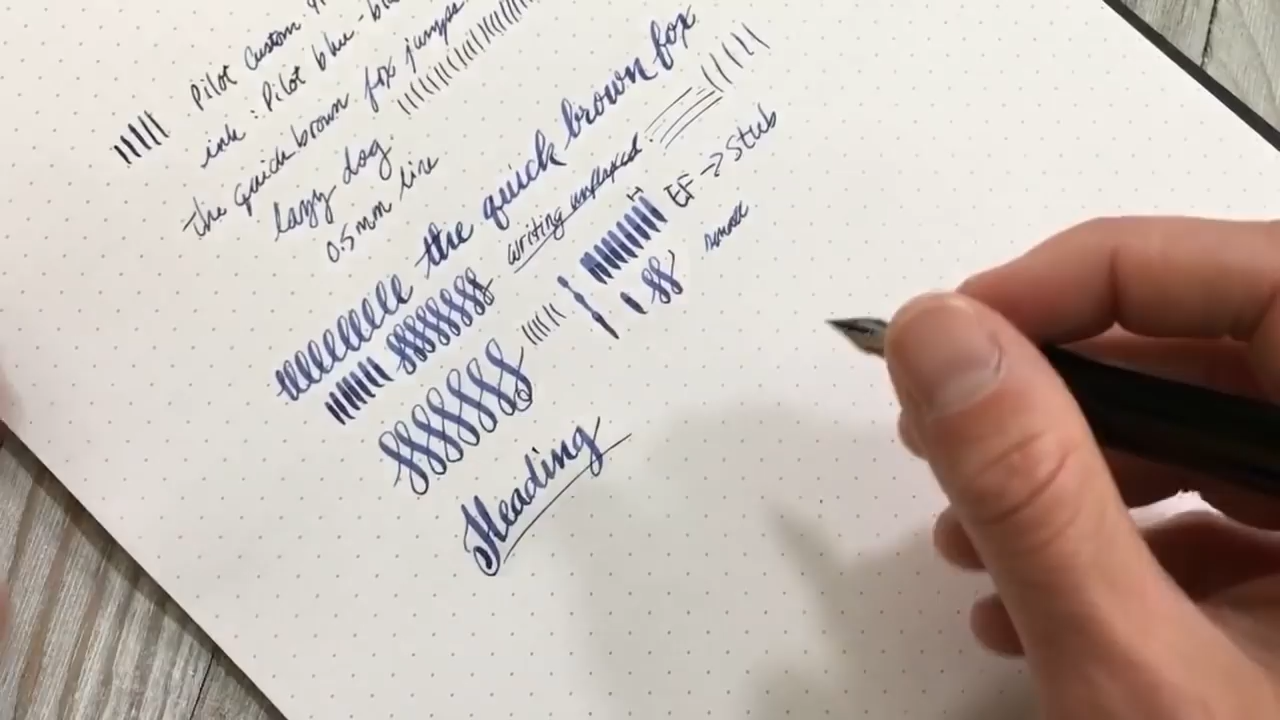 Pilot Custom
ink : Pilot blue-bla
The quick brown fox jumps
lazy dog
0.5mm line
the quick brown fox
writing unflexed.
EF → Stub
Heading